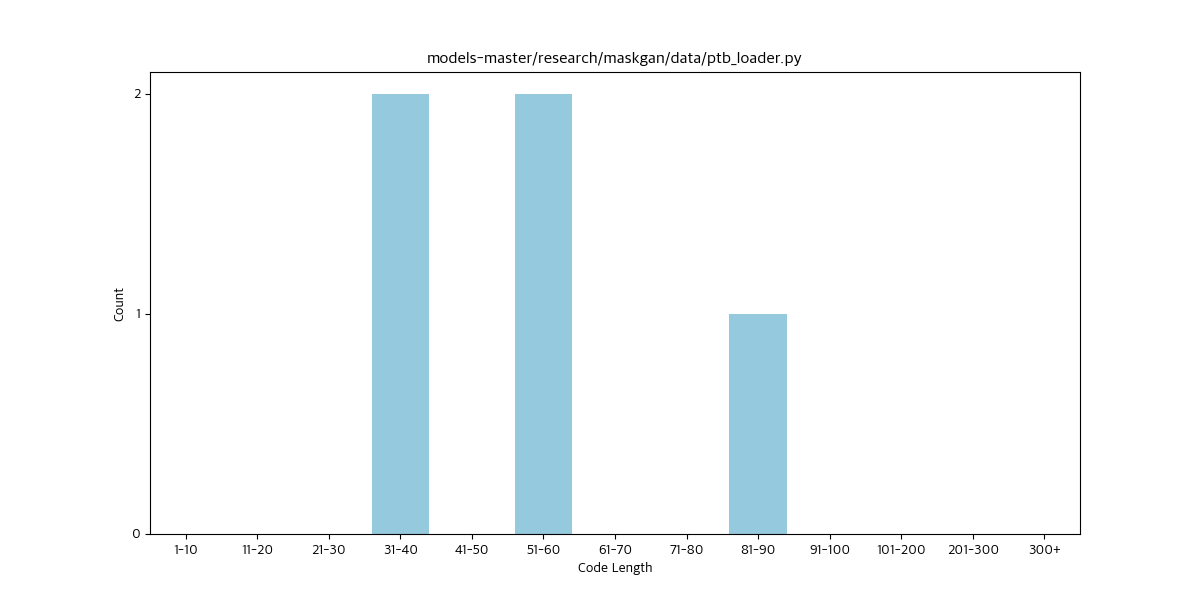 models-master/research/maskgan/data/ptb_loader.py
Count
2
1
0
1-10 11-20 21-30 31-40 41-50 51-60 61-70 71-80 81-90 91-100 101-200 201-300 300+
Code Length